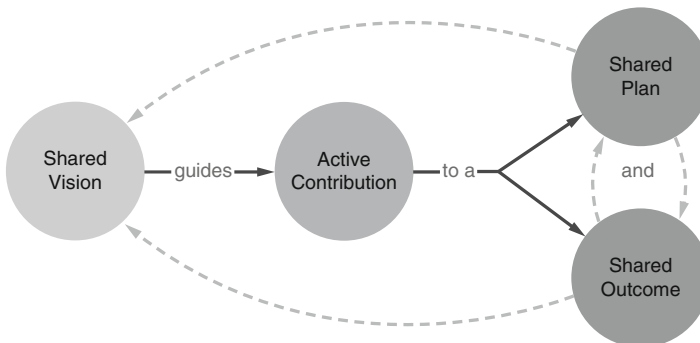 Shared
Vision
guides
Active
Contribution
to a
Shared
Plan
and
Shared
Outcome